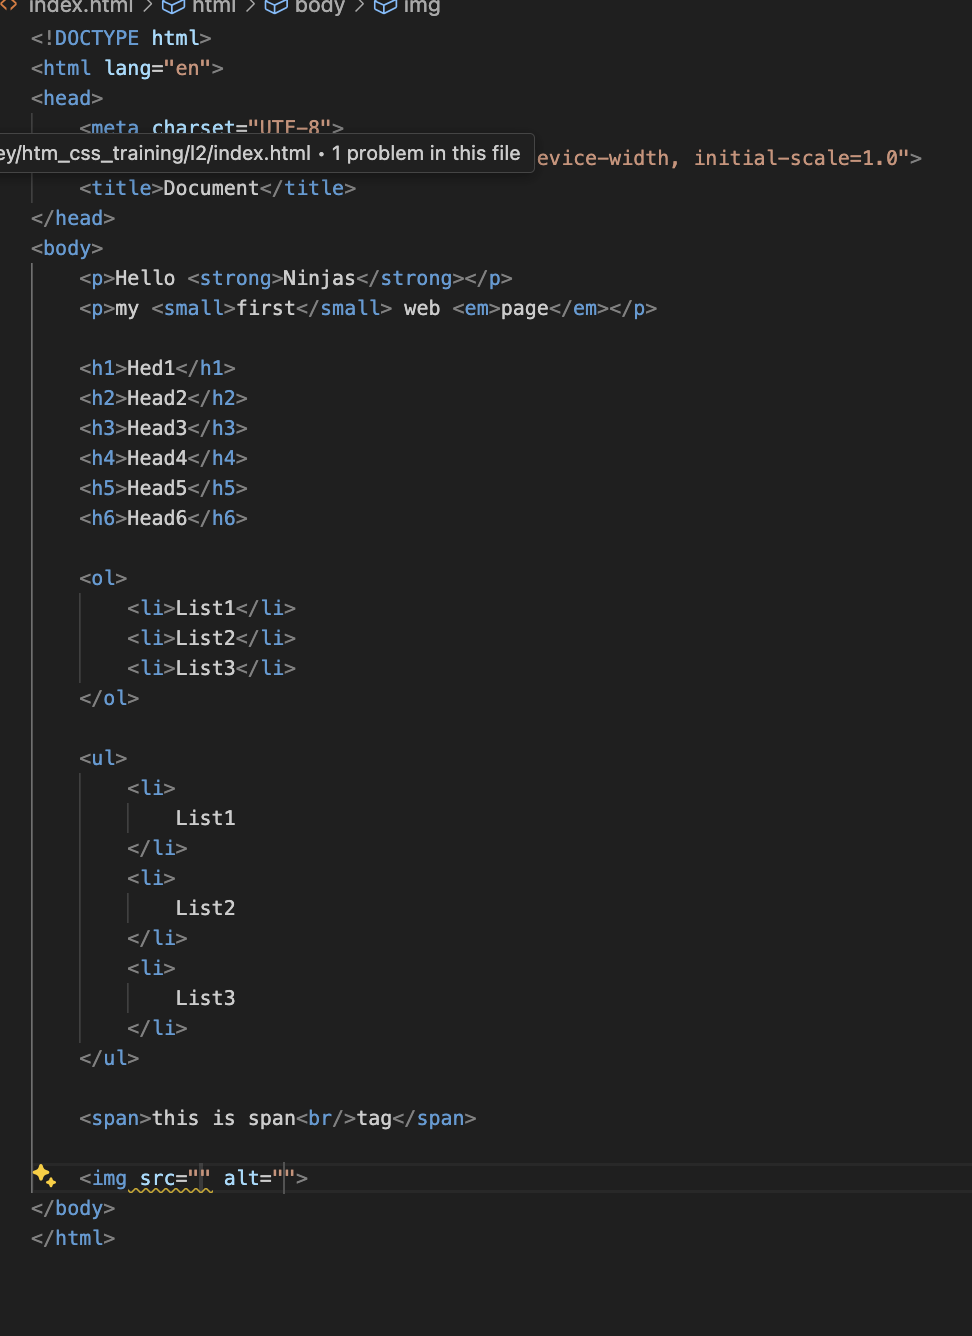 index.html > html > body > img
<!DOCTYPE html>
<html lang="en">
<head>
<meta charset="UTF-8">
ey/htm_css_training/l2/index.html • 1 problem in this file
evice-width, initial-scale=1.0">
<title>Document</title>
</head>
<body>
<p>Hello <strong>Ninjas</strong></p>
<p>my <small>first</small> web <em>page</em></p>
<h1>Hed1</h1>
<h2>Head2</h2>
<h3>Head3</h3>
<h4>Head4</h4>
<h5>Head5</h5>
<h6>Head6</h6>
<ol>
<li>List1</li>
<li>List2</li>
<li>List3</li>
</ol>
<ul>
<li>
List1
</li>
<li>
List2
</li>
<li>
List3
</li>
</ul>
<span>this is span<br/>tag</span>
<img src="" alt="">
</body>
</html>